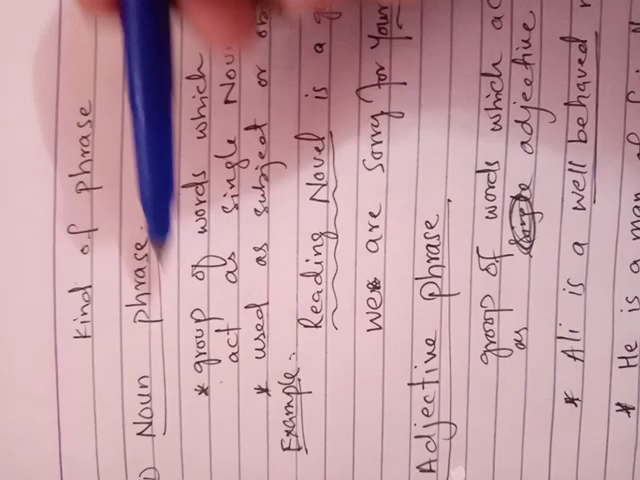 Kind of phrase
1) Noun phrase.
* group of words which
act as single Noun
* used as subject or ob
Example.
Reading Novel is a
we are sorry for your
Adjective phrase
group of words which ac
as adjective.
* Ali is a well behaved
* He is a man of